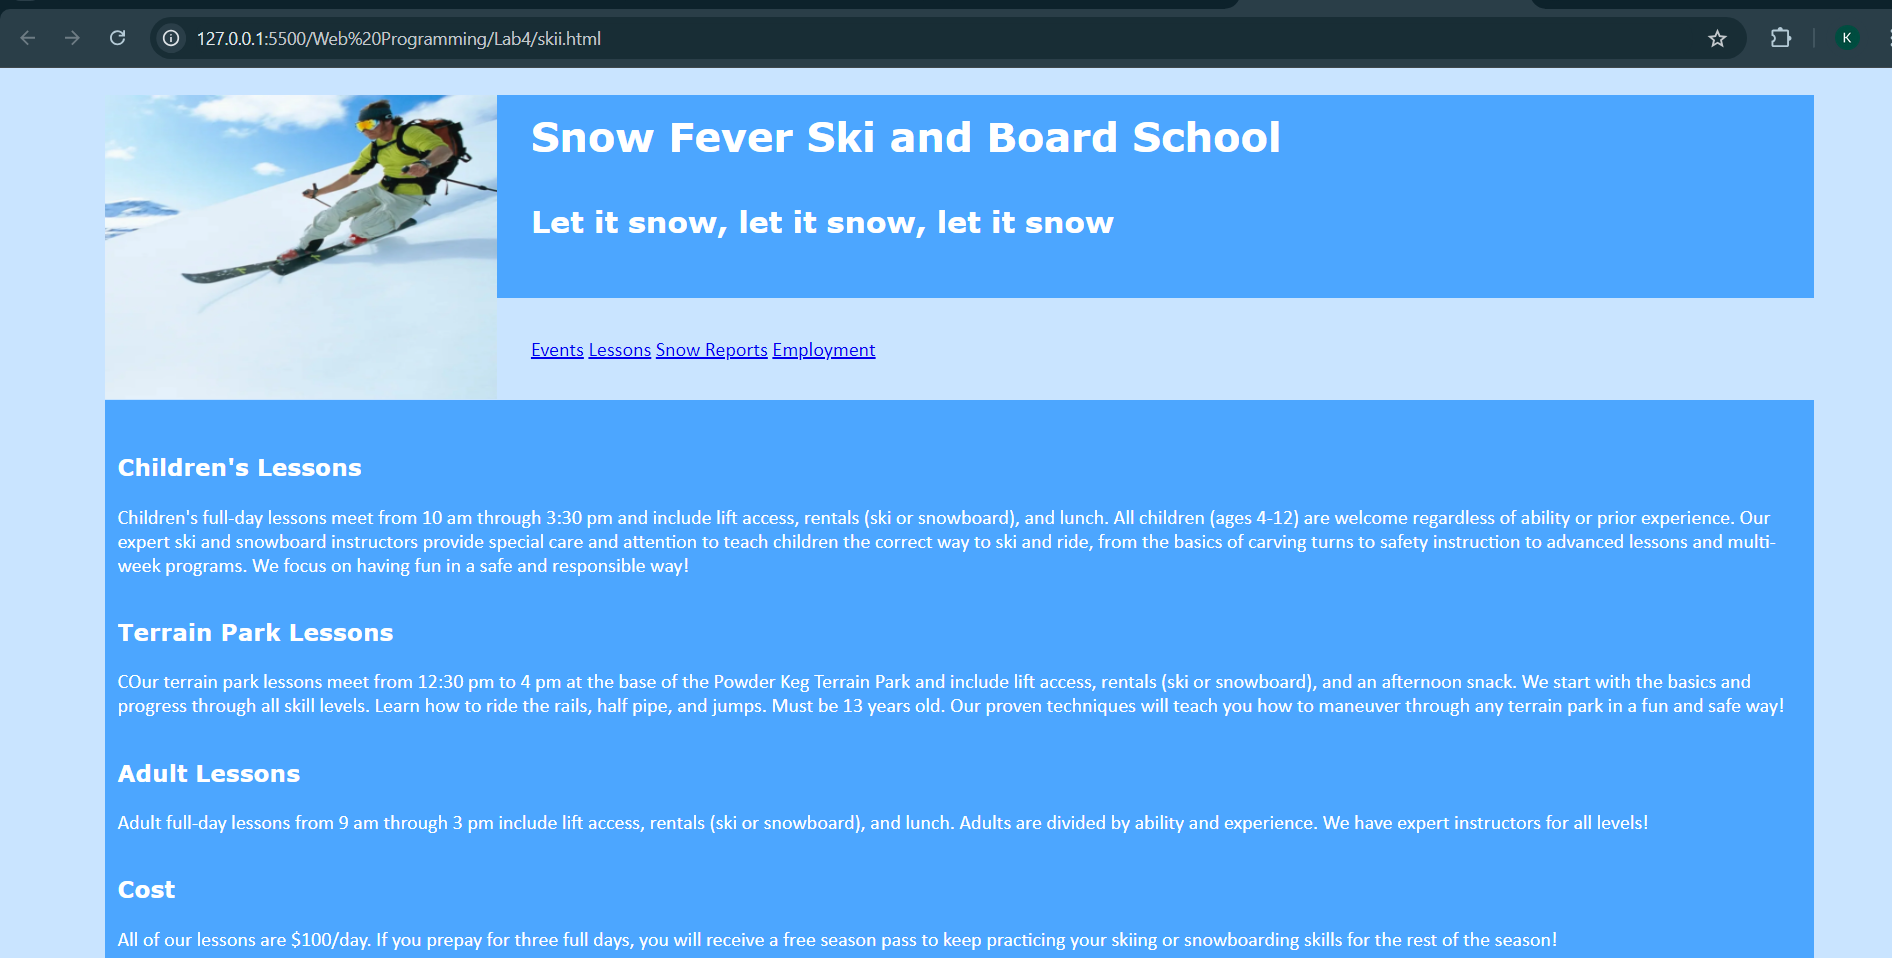 127.0.0.1:5500/Web%20Programming/Lab4/skii.html
K
Snow Fever Ski and Board School
Let it snow, let it snow, let it snow
Events Lessons Snow Reports Employment
Children's Lessons
Children's full-day lessons meet from 10 am through 3:30 pm and include lift access, rentals (ski or snowboard), and lunch. All children (ages 4-12) are welcome regardless of ability or prior experience. Our
expert ski and snowboard instructors provide special care and attention to teach children the correct way to ski and ride, from the basics of carving turns to safety instruction to advanced lessons and multi-
week programs. We focus on having fun in a safe and responsible way!
Terrain Park Lessons
COur terrain park lessons meet from 12:30 pm to 4 pm at the base of the Powder Keg Terrain Park and include lift access, rentals (ski or snowboard), and an afternoon snack. We start with the basics and
progress through all skill levels. Learn how to ride the rails, half pipe, and jumps. Must be 13 years old. Our proven techniques will teach you how to maneuver through any terrain park in a fun and safe way!
Adult Lessons
Adult full-day lessons from 9 am through 3 pm include lift access, rentals (ski or snowboard), and lunch. Adults are divided by ability and experience. We have expert instructors for all levels!
Cost
All of our lessons are $100/day. If you prepay for three full days, you will receive a free season pass to keep practicing your skiing or snowboarding skills for the rest of the season!